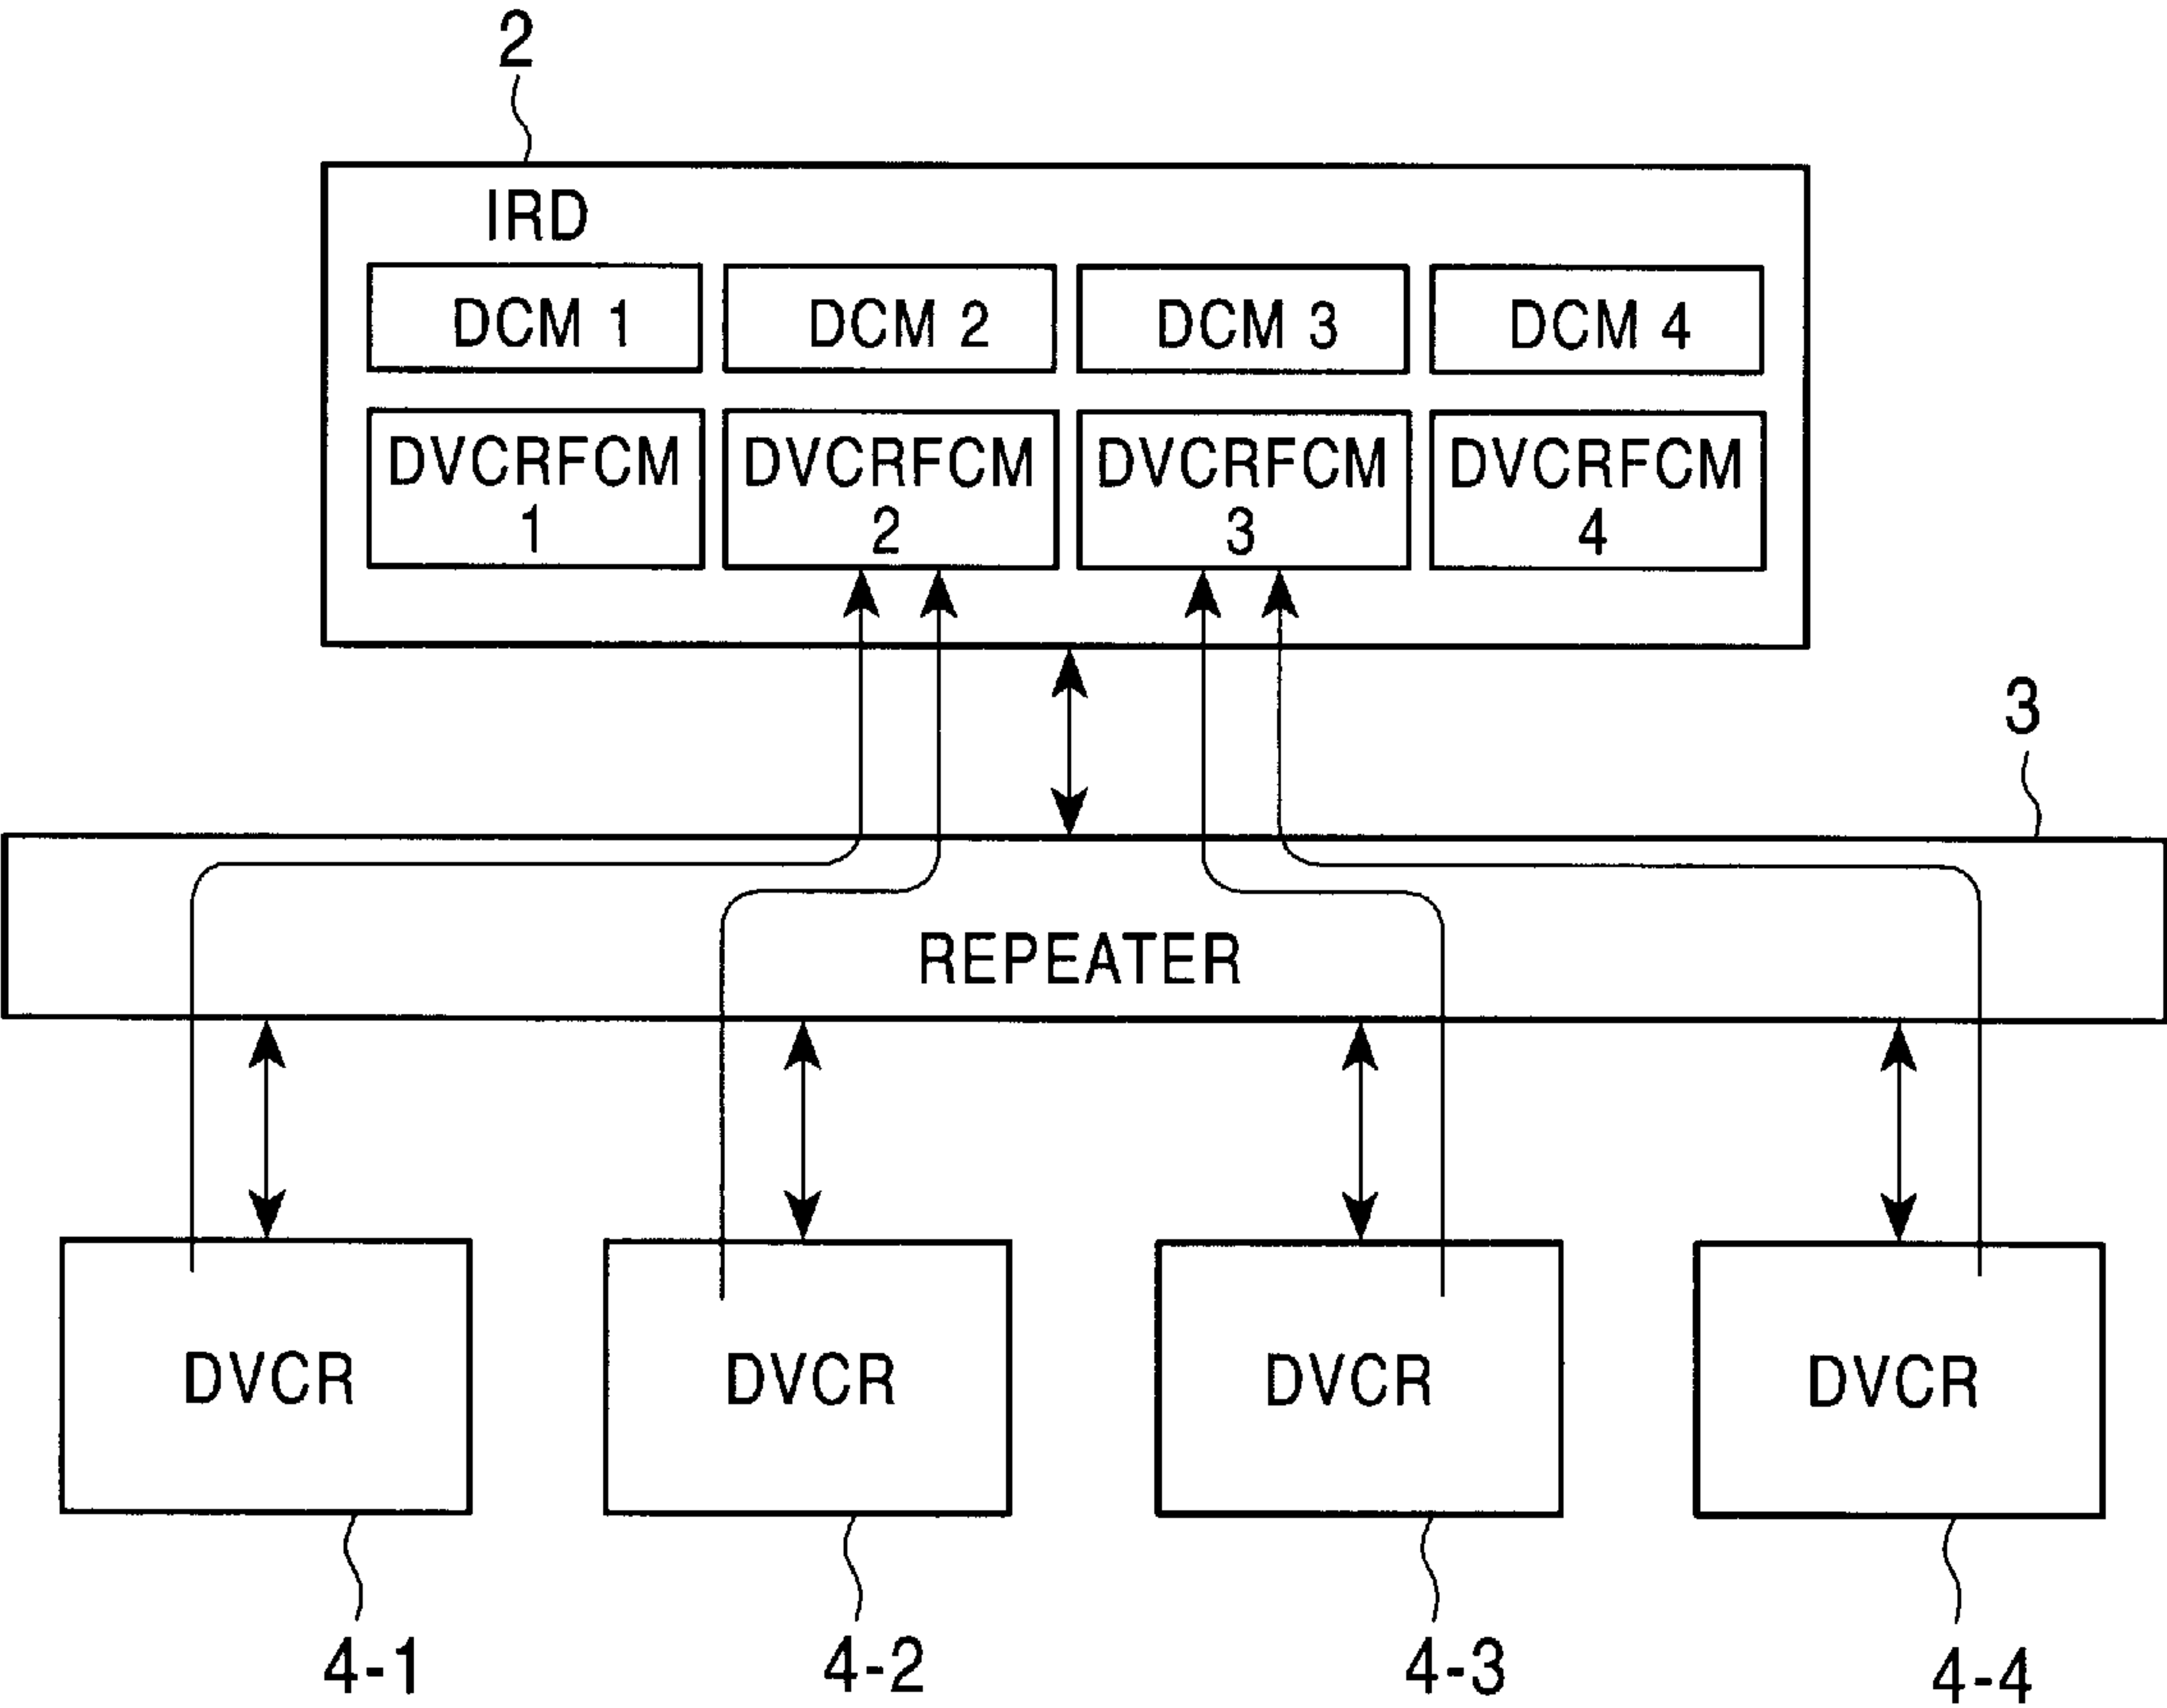 2
IRD
DCM 1
DCM 2
DCM 3
DCM 4
DVCRFCM
1
DVCRFCM
2
DVCRFCM
3
DVCRFCM
4
3
REPEATER
DVCR
DVCR
DVCR
DVCR
4-1
4-2
4-3
4-4